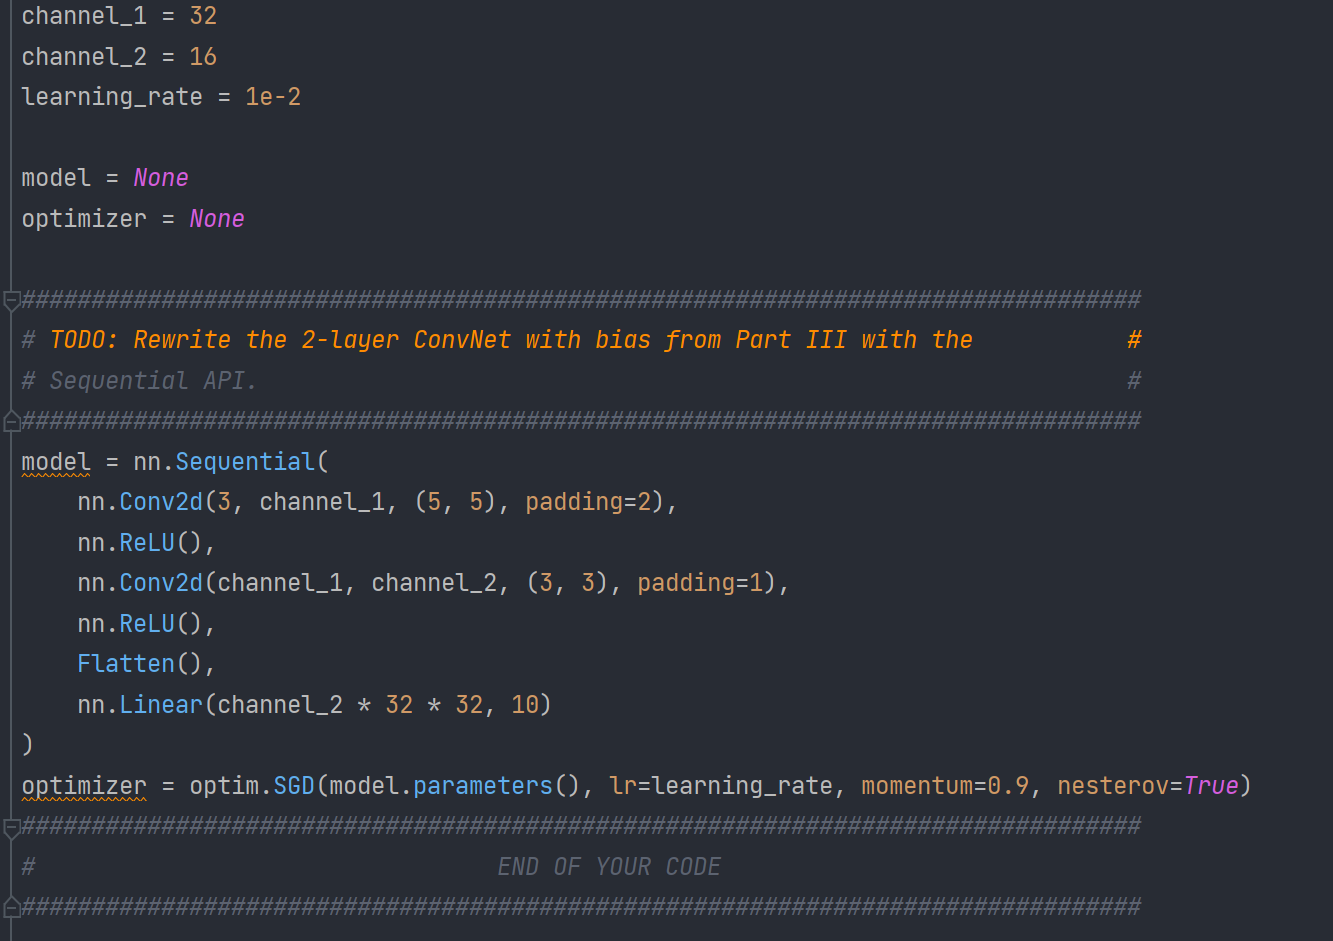 channel_1 = 32
channel_2 = 16
learning_rate = 1e-2
model = None
optimizer = None
################################################################################
# TODO: Rewrite the 2-layer ConvNet with bias from Part III with the           #
# Sequential API.                                                              #
################################################################################
model = nn.Sequential(
    nn.Conv2d(3, channel_1, (5, 5), padding=2),
    nn.ReLU(),
    nn.Conv2d(channel_1, channel_2, (3, 3), padding=1),
    nn.ReLU(),
    Flatten(),
    nn.Linear(channel_2 * 32 * 32, 10)
)
optimizer = optim.SGD(model.parameters(), lr=learning_rate, momentum=0.9, nesterov=True)
################################################################################
#                                 END OF YOUR CODE
################################################################################